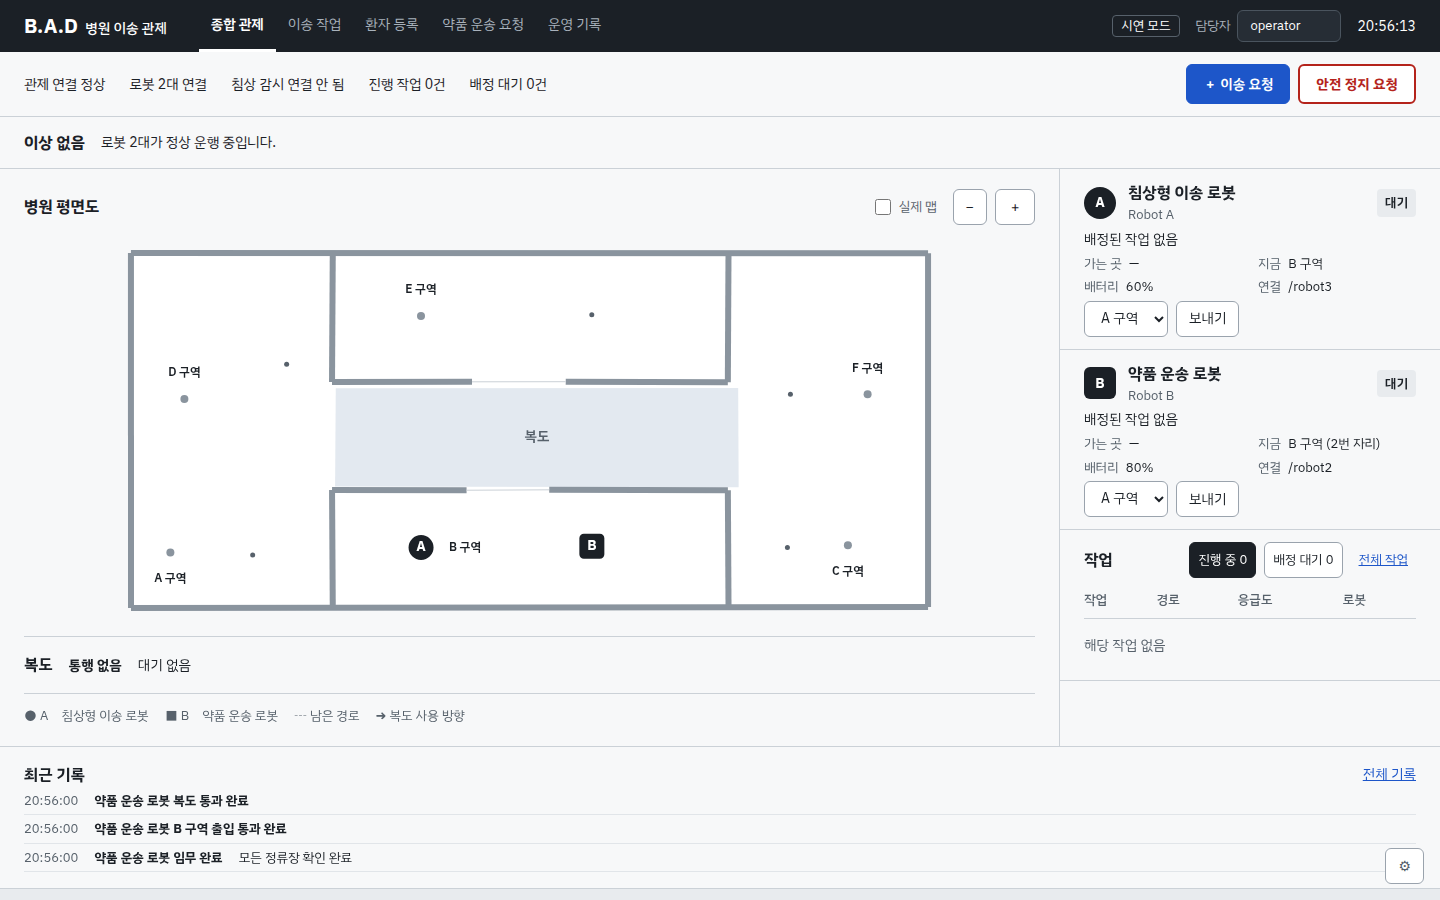 B.A.D 병원 이송 관제 종합 관제 이송 작업 환자 등록 약품 운송 요청 운영 기록 시연 모드 담당자 operator 20:56:13
관제 연결 정상 로봇 2대 연결 침상 감시 연결 안 됨 진행 작업 0건 배정 대기 0건 + 이송 요청 안전 정지 요청
이상 없음 로봇 2대가 정상 운행 중입니다.
병원 평면도 실제 맵 − +
E 구역
D 구역
F 구역
복도
A B 구역 B
A 구역
C 구역
복도 통행 없음 대기 없음
● A 침상형 이송 로봇 ■ B 약품 운송 로봇 --- 남은 경로 ➔ 복도 사용 방향
A 침상형 이송 로봇 대기
Robot A
배정된 작업 없음
가는 곳 — 지금 B 구역
배터리 60% 연결 /robot3
A 구역 보내기
B 약품 운송 로봇 대기
Robot B
배정된 작업 없음
가는 곳 — 지금 B 구역 (2번 자리)
배터리 80% 연결 /robot2
A 구역 보내기
작업 진행 중 0 배정 대기 0 전체 작업
작업 경로 응급도 로봇
해당 작업 없음
최근 기록 전체 기록
20:56:00 약품 운송 로봇 복도 통과 완료
20:56:00 약품 운송 로봇 B 구역 출입 통과 완료
20:56:00 약품 운송 로봇 임무 완료 모든 정류장 확인 완료